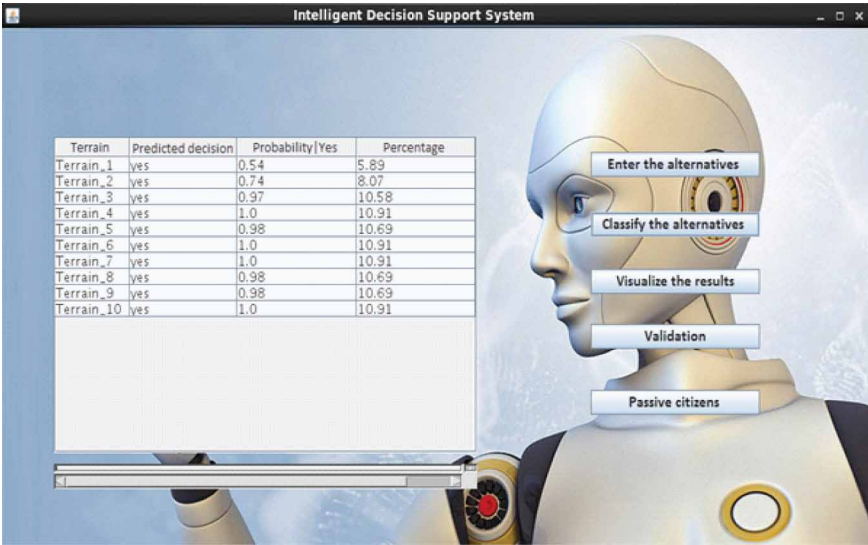 Intelligent Decision Support System
Terrain Predicted decision Probability|Yes Percentage
Terrain_1 yes 0.54 5.89
Terrain_2 yes 0.74 8.07
Terrain_3 yes 0.97 10.58
Terrain_4 yes 1.0 10.91
Terrain_5 yes 0.98 10.69
Terrain_6 yes 1.0 10.91
Terrain_7 yes 1.0 10.91
Terrain_8 yes 0.98 10.69
Terrain_9 yes 0.98 10.69
Terrain_10 yes 1.0 10.91
Enter the alternatives
Classify the alternatives
Visualize the results
Validation
Passive citizens